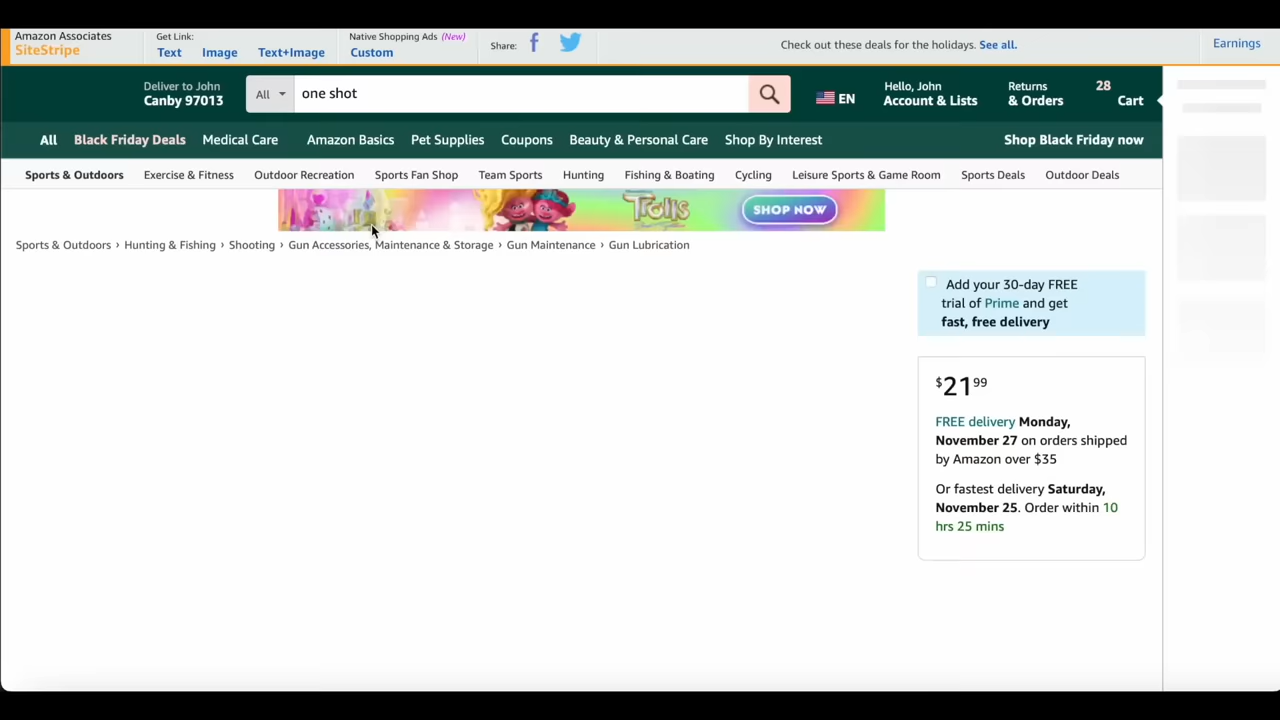 Amazon Associates
SiteStripe
Get Link:
Text Image Text+Image
Native Shopping Ads (New)
Custom
Share:
Check out these deals for the holidays. See all.
Earnings
Deliver to John
Canby 97013
All
one shot
EN
Hello, John
Account & Lists
Returns
& Orders
28
Cart
All Black Friday Deals Medical Care Amazon Basics Pet Supplies Coupons Beauty & Personal Care Shop By Interest Shop Black Friday now
Sports & Outdoors Exercise & Fitness Outdoor Recreation Sports Fan Shop Team Sports Hunting Fishing & Boating Cycling Leisure Sports & Game Room Sports Deals Outdoor Deals
Trolls
SHOP NOW
Sports & Outdoors › Hunting & Fishing › Shooting › Gun Accessories, Maintenance & Storage › Gun Maintenance › Gun Lubrication
Add your 30-day FREE
trial of Prime and get
fast, free delivery
$21.99
FREE delivery Monday,
November 27 on orders shipped
by Amazon over $35
Or fastest delivery Saturday,
November 25. Order within 10
hrs 25 mins